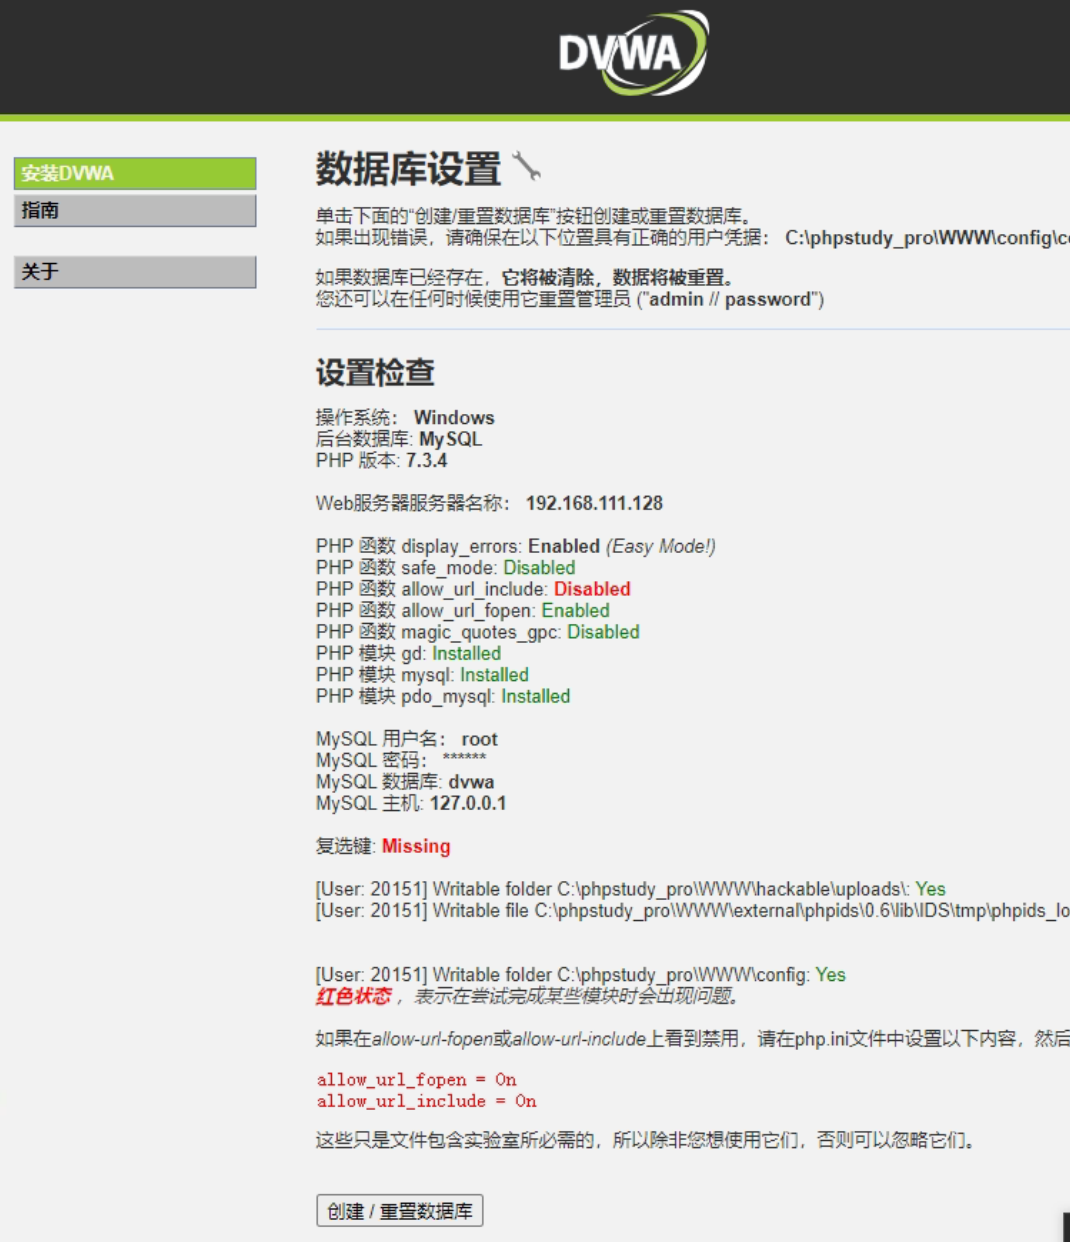 DVWA
安装DVWA
指南
关于
数据库设置
单击下面的“创建/重置数据库”按钮创建或重置数据库。
如果出现错误，请确保在以下位置具有正确的用户凭据： C:\phpstudy_pro\WWW\config\co
如果数据库已经存在，它将被清除，数据将被重置。
您还可以在任何时候使用它重置管理员 ("admin // password")
设置检查
操作系统： Windows
后台数据库: MySQL
PHP 版本: 7.3.4
Web服务器服务器名称： 192.168.111.128
PHP 函数 display_errors: Enabled (Easy Mode!)
PHP 函数 safe_mode: Disabled
PHP 函数 allow_url_include: Disabled
PHP 函数 allow_url_fopen: Enabled
PHP 函数 magic_quotes_gpc: Disabled
PHP 模块 gd: Installed
PHP 模块 mysql: Installed
PHP 模块 pdo_mysql: Installed
MySQL 用户名： root
MySQL 密码： ******
MySQL 数据库: dvwa
MySQL 主机: 127.0.0.1
复选键: Missing
[User: 20151] Writable folder C:\phpstudy_pro\WWW\hackable\uploads\: Yes
[User: 20151] Writable file C:\phpstudy_pro\WWW\external\phpids\0.6\lib\IDS\tmp\phpids_lo
[User: 20151] Writable folder C:\phpstudy_pro\WWW\config: Yes
红色状态 ，表示在尝试完成某些模块时会出现问题。
如果在allow-url-fopen或allow-url-include上看到禁用，请在php.ini文件中设置以下内容，然后
allow_url_fopen = On
allow_url_include = On
这些只是文件包含实验室所必需的，所以除非您想使用它们，否则可以忽略它们。
创建 / 重置数据库